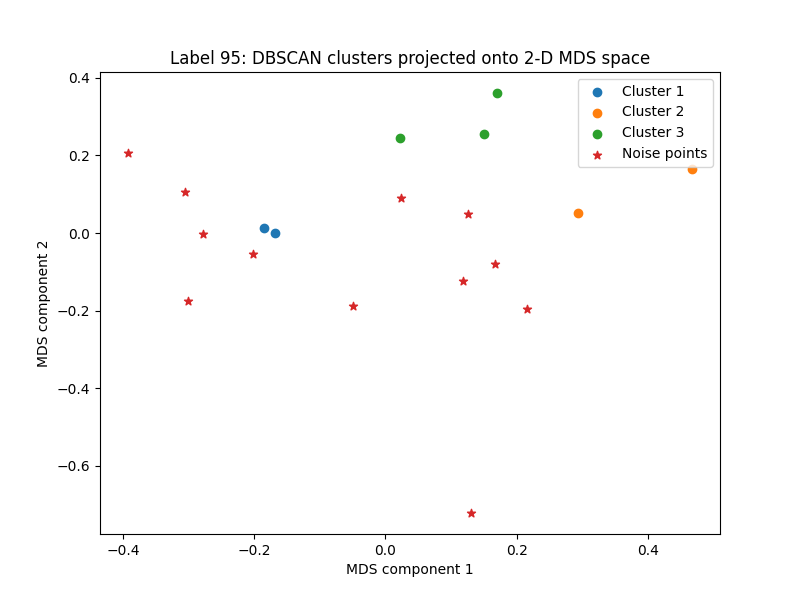 Label 95: DBSCAN clusters projected onto 2-D MDS space
Cluster 1
Cluster 2
Cluster 3
Noise points
0.4
0.2
0.0
−0.2
−0.4
−0.6
MDS component 2
−0.4
−0.2
0.0
0.2
0.4
MDS component 1